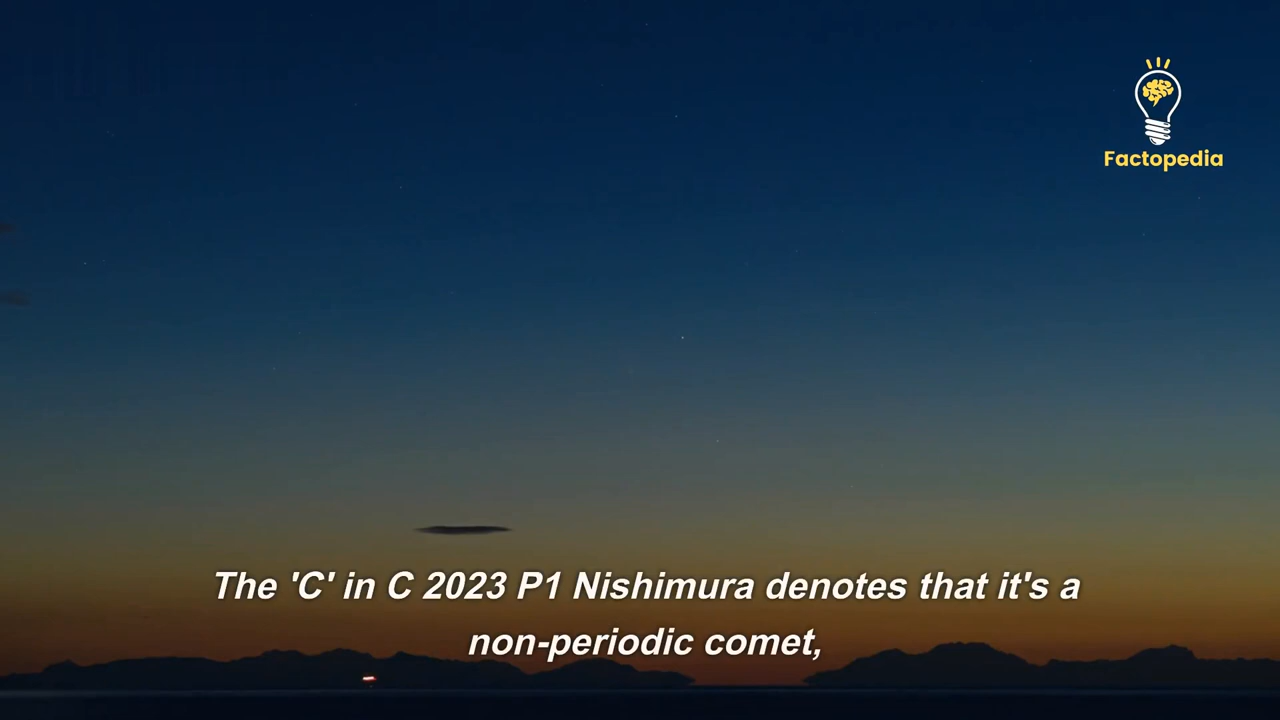 Factopedia
The 'C' in C 2023 P1 Nishimura denotes that it's a
non-periodic comet,